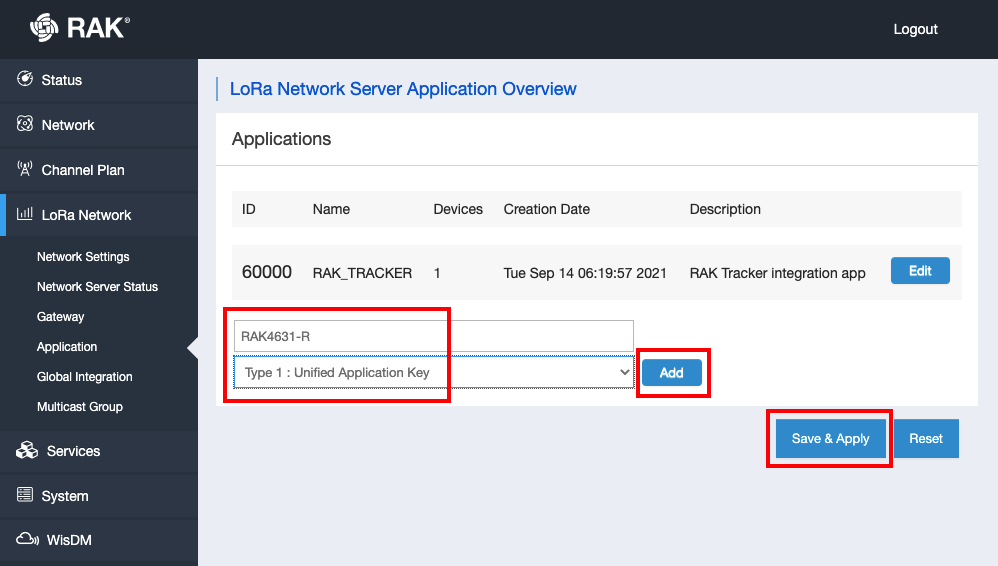 RAK®
Logout
Status
Network
Channel Plan
LoRa Network
Network Settings
Network Server Status
Gateway
Application
Global Integration
Multicast Group
Services
System
WisDM
LoRa Network Server Application Overview
Applications
ID Name Devices Creation Date Description
60000 RAK_TRACKER 1 Tue Sep 14 06:19:57 2021 RAK Tracker integration app Edit
RAK4631-R
Type 1 : Unified Application Key Add
Save & Apply Reset